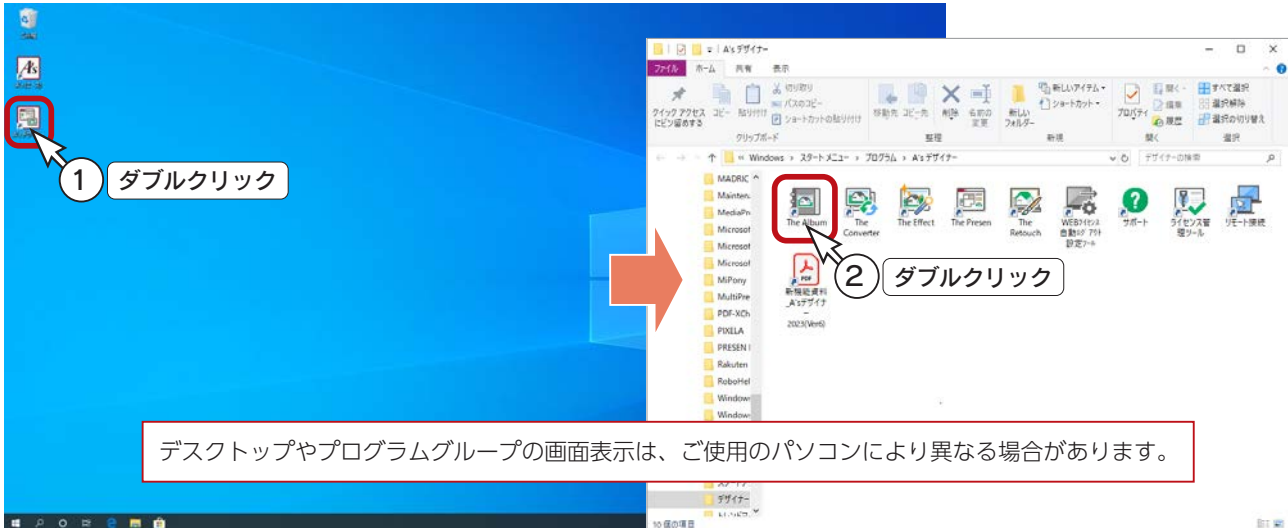 A's
1 ダブルクリック
A's デザイナー
ファイル ホーム 共有 表示
クイック アクセス
にピン留めする
コピー 貼り付け
切り取り
パスのコピー
ショートカットの貼り付け
クリップボード
移動先 コピー先 削除 名前の
変更
整理
新しい
フォルダー
新しいアイテム
ショートカット
新規
プロパティ
開く
編集
履歴
開く
すべて選択
選択解除
選択の切り替え
選択
« Windows › スタート メニュー › プログラム › A's デザイナー
デザイナーの検索
MADRIC
Mainten
MediaPr
Microsof
Microsof
Microsof
MiPony
MultiPre
PDF-XCh
PIXELA
PRESEN
Rakuten
RoboHel
Window
Window
デザイナー
The Album
The
Converter
The Effect
The Presen
The
Retouch
WEBライセンス
自動ログアウト
設定ツール
サポート
ライセンス管
理ツール
リモート接続
PDF
新機能資料
_A'sデザイナ
ー
2023(Ver6)
2 ダブルクリック
デスクトップやプログラムグループの画面表示は、ご使用のパソコンにより異なる場合があります。
10 個の項目